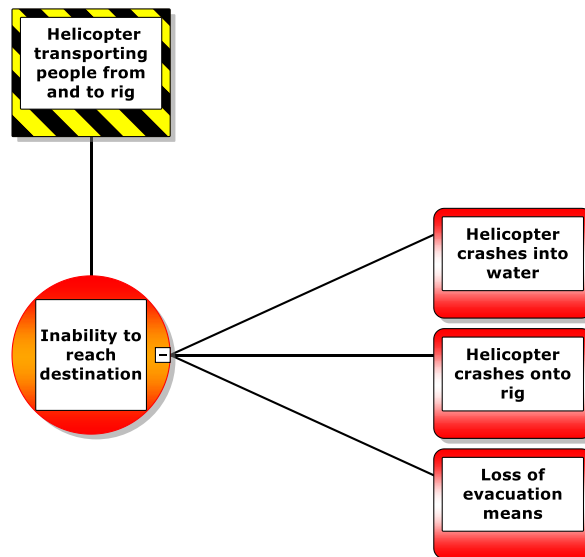 Helicopter
transporting
people from
and to rig
Inability to
reach
destination
Helicopter
crashes into
water
Helicopter
crashes onto
rig
Loss of
evacuation
means